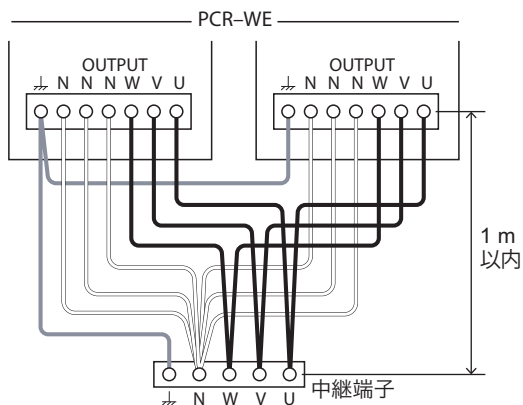 PCR–WE
OUTPUT
N N N W V U
OUTPUT
N N N W V U
1 m
以内
中継端子
N W V U